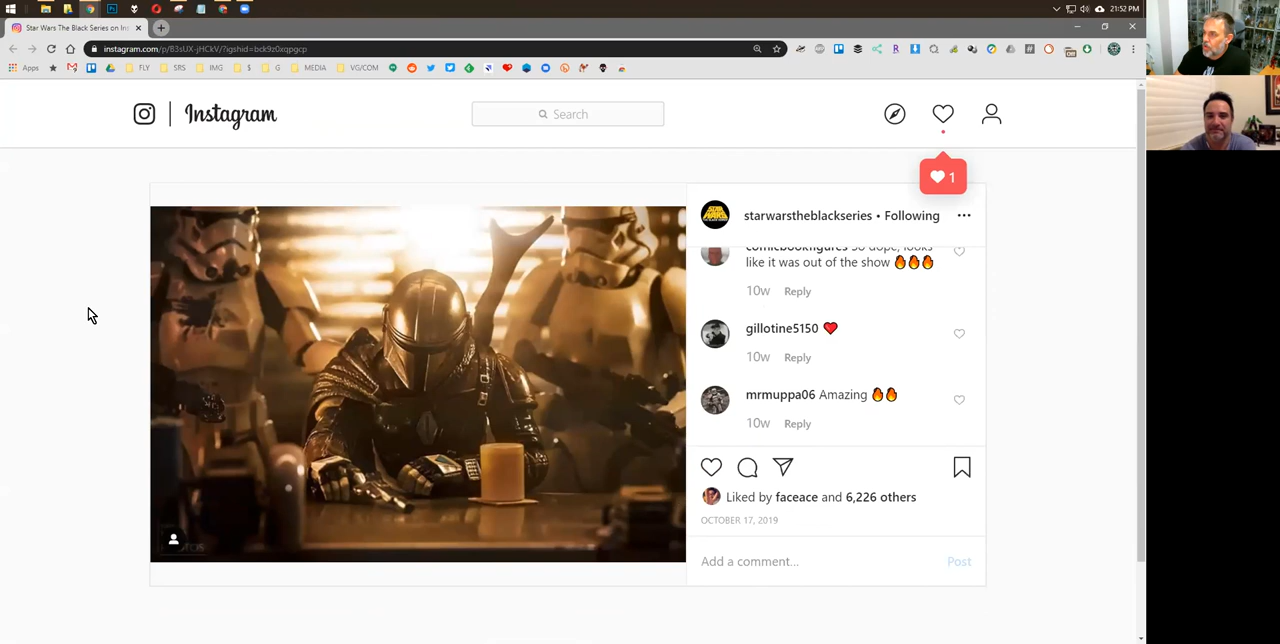 21:52 PM
Star Wars The Black Series on Ins
instagram.com/p/B3sUX-jHCkV/?igshid=bck9z0xqpgcp
Apps FLY SRS IMG $ G MEDIA VG/COM
Instagram
Search
1
starwarstheblackseries • Following
comicbookfigures So dope, looks
like it was out of the show 🔥🔥🔥
10w Reply
gillotine5150 ❤️
10w Reply
mrmuppa06 Amazing 🔥🔥
10w Reply
Liked by faceace and 6,226 others
OCTOBER 17, 2019
Add a comment... Post